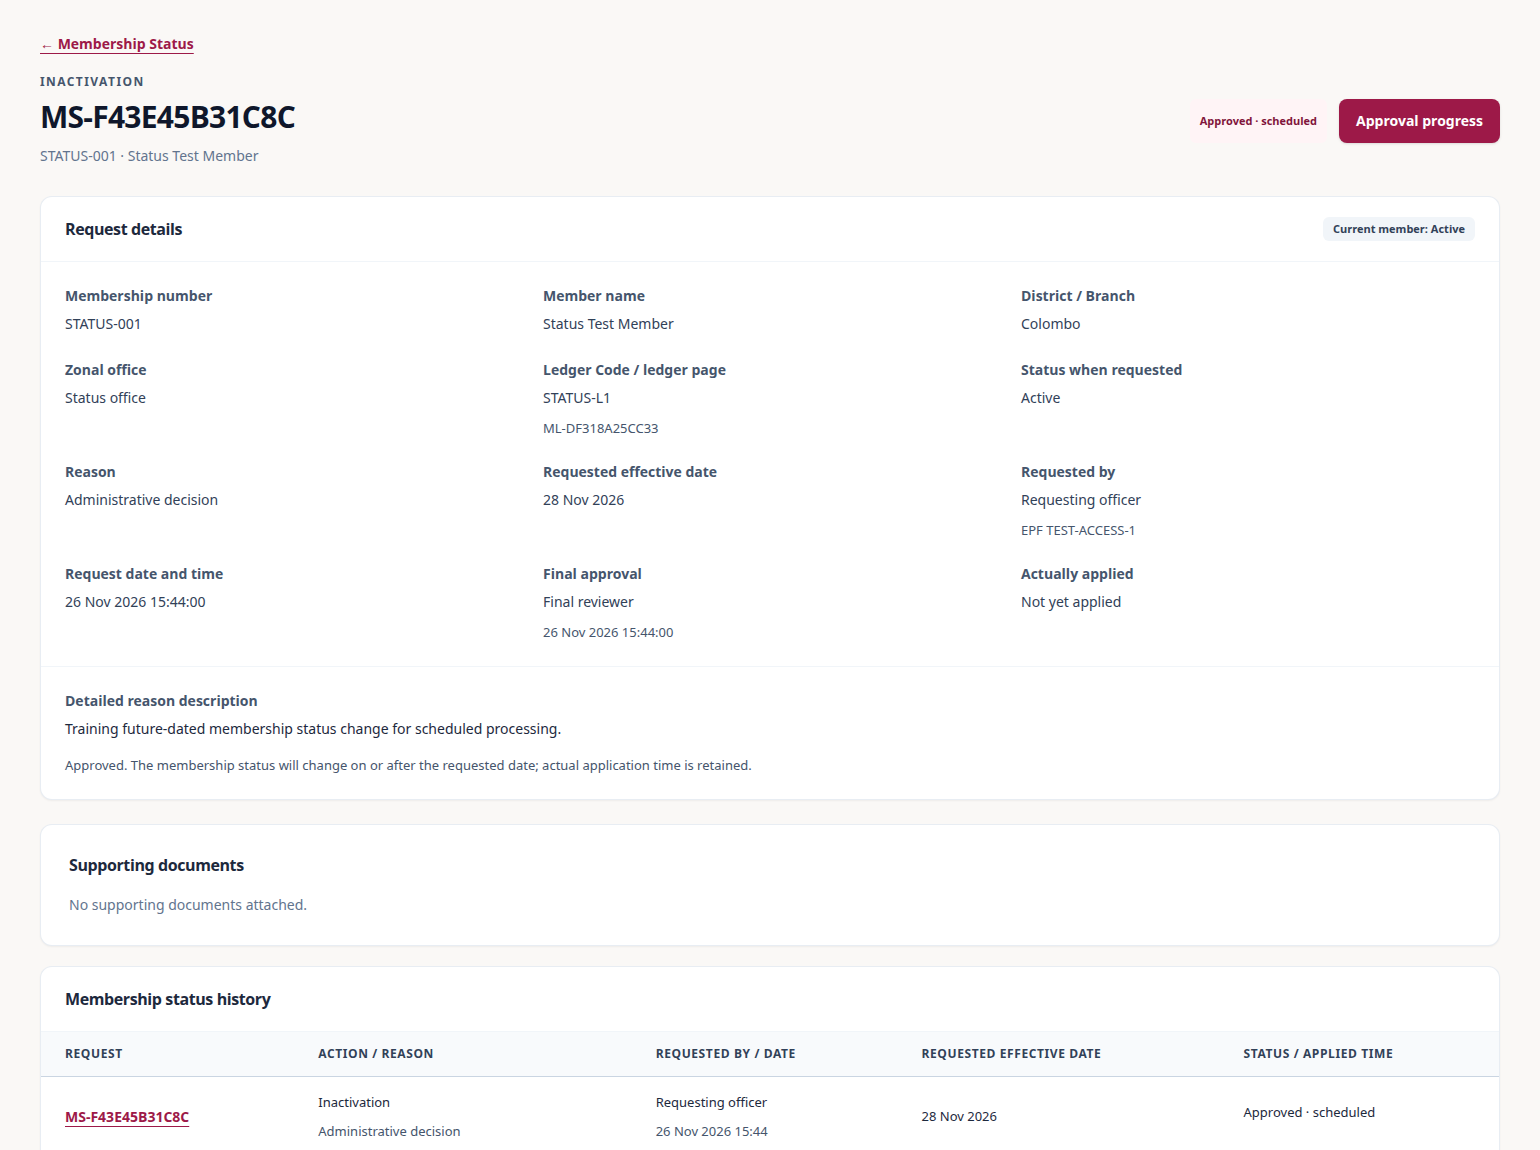 ← Membership Status
INACTIVATION
MS-F43E45B31C8C
STATUS-001 · Status Test Member
Approved · scheduled
Approval progress
Request details
Current member: Active
Membership number
STATUS-001
Member name
Status Test Member
District / Branch
Colombo
Zonal office
Status office
Ledger Code / ledger page
STATUS-L1
ML-DF318A25CC33
Status when requested
Active
Reason
Administrative decision
Requested effective date
28 Nov 2026
Requested by
Requesting officer
EPF TEST-ACCESS-1
Request date and time
26 Nov 2026 15:44:00
Final approval
Final reviewer
26 Nov 2026 15:44:00
Actually applied
Not yet applied
Detailed reason description
Training future-dated membership status change for scheduled processing.
Approved. The membership status will change on or after the requested date; actual application time is retained.
Supporting documents
No supporting documents attached.
Membership status history
REQUEST ACTION / REASON REQUESTED BY / DATE REQUESTED EFFECTIVE DATE STATUS / APPLIED TIME
MS-F43E45B31C8C
Inactivation
Administrative decision
Requesting officer
26 Nov 2026 15:44
28 Nov 2026
Approved · scheduled